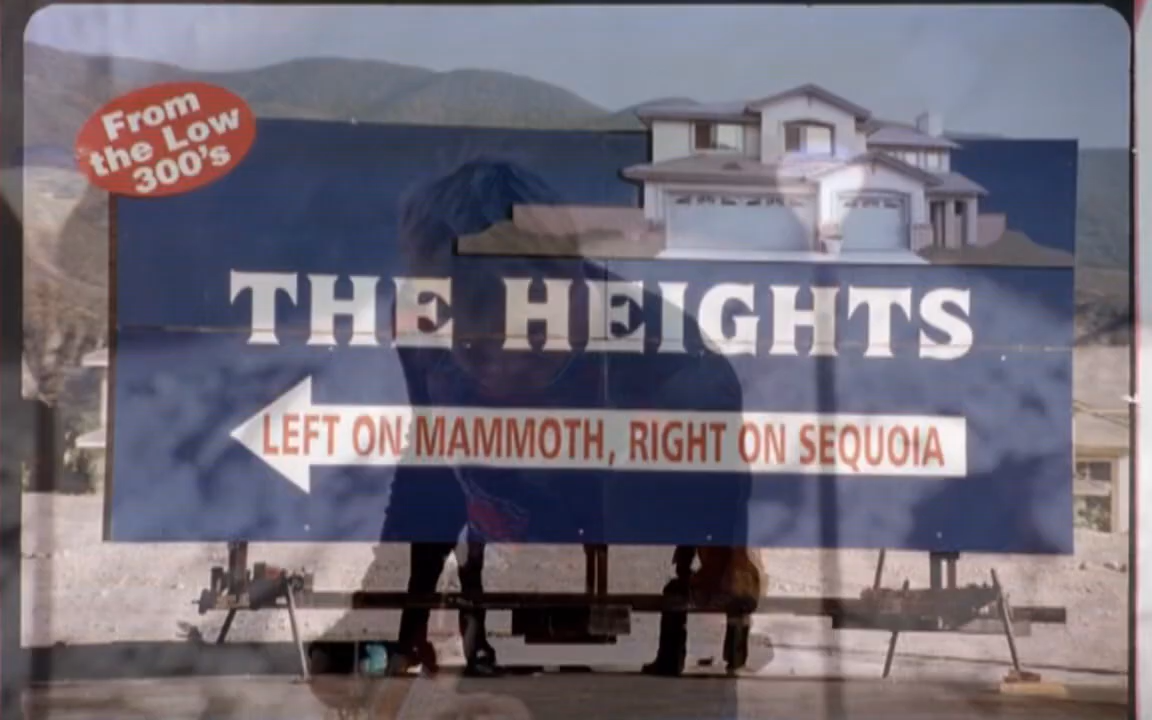 From
the Low
300's
THE HEIGHTS
LEFT ON MAMMOTH, RIGHT ON SEQUOIA